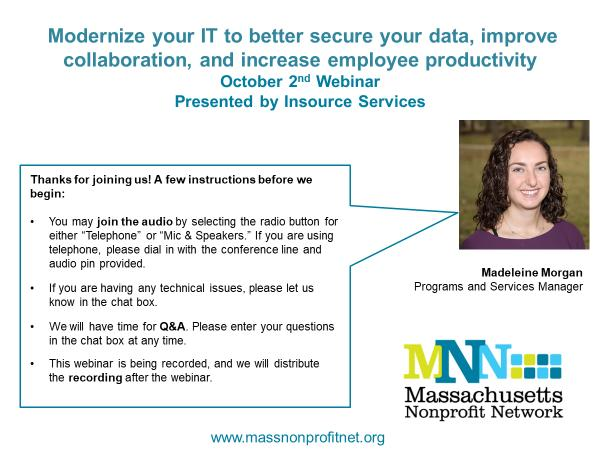 Modernize your IT to better secure your data, improve
collaboration, and increase employee productivity
October 2nd Webinar
Presented by Insource Services
Thanks for joining us! A few instructions before we
begin:
• You may join the audio by selecting the radio button for
either “Telephone” or “Mic & Speakers.” If you are using
telephone, please dial in with the conference line and
audio pin provided.
• If you are having any technical issues, please let us
know in the chat box.
• We will have time for Q&A. Please enter your questions
in the chat box at any time.
• This webinar is being recorded, and we will distribute
the recording after the webinar.
Madeleine Morgan
Programs and Services Manager
MNN
Massachusetts
Nonprofit Network
www.massnonprofitnet.org